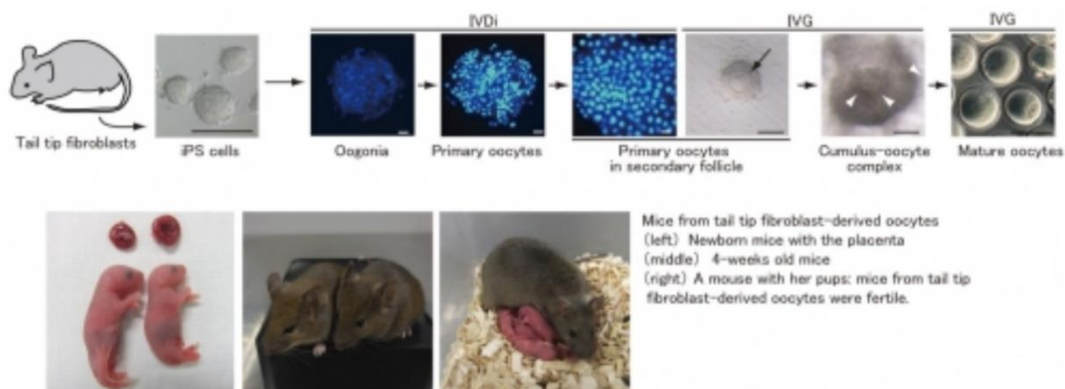 IVDi
IVG
IVG
Tail tip fibroblasts
iPS cells
Oogonia
Primary oocytes
Primary oocytes
in secondary follicle
Cumulus-oocyte
complex
Mature oocytes
Mice from tail tip fibroblast-derived oocytes
(left) Newborn mice with the placenta
(middle) 4-weeks old mice
(right) A mouse with her pups: mice from tail tip
fibroblast-derived oocytes were fertile.